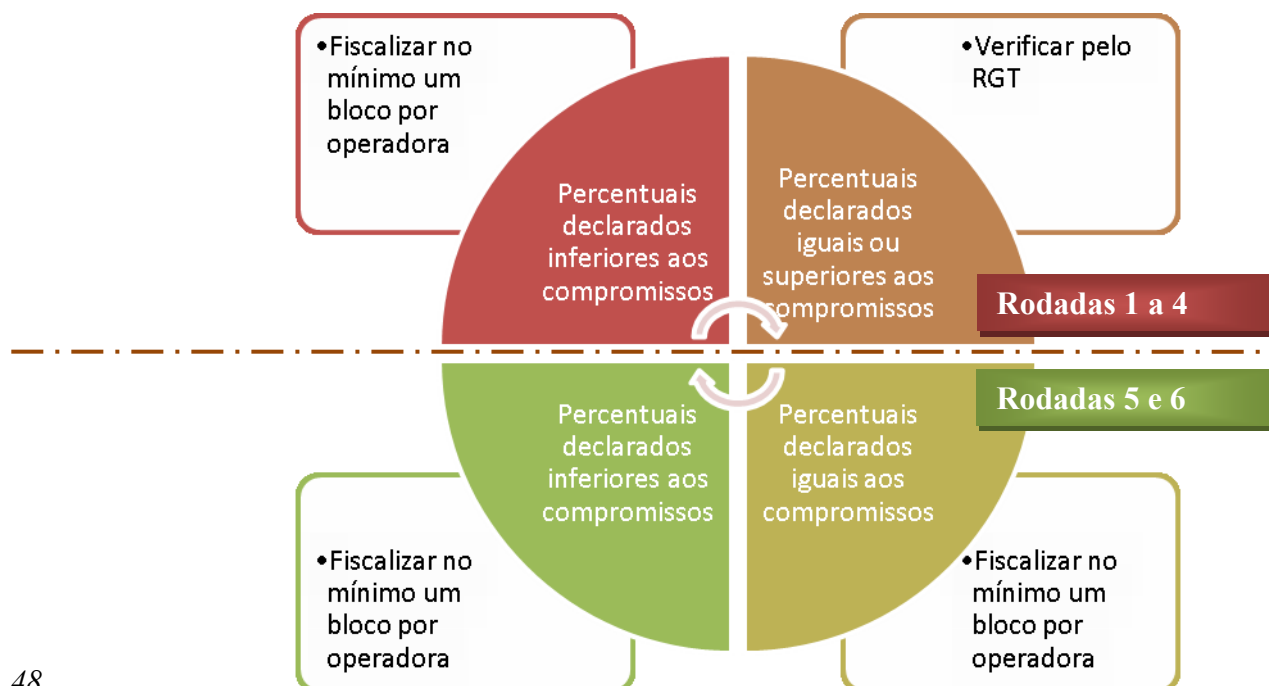 •Fiscalizar no
mínimo um
bloco por
operadora
•Verificar pelo
RGT
Percentuais
declarados
inferiores aos
compromissos
Percentuais
declarados
iguais ou
superiores aos
compromissos
Rodadas 1 a 4
Rodadas 5 e 6
Percentuais
declarados
inferiores aos
compromissos
Percentuais
declarados
iguais aos
compromissos
•Fiscalizar no
mínimo um
bloco por
operadora
•Fiscalizar no
mínimo um
bloco por
operadora
48